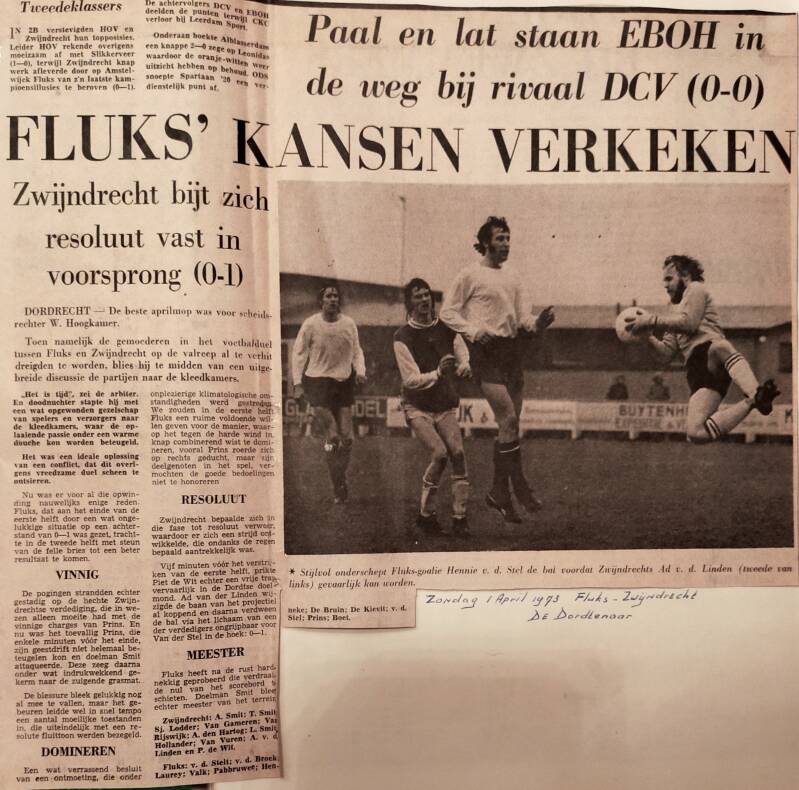 Tweedeklassers
IN 2B verstevigden HOV en
Zwijndrecht hun topposisies.
Leider HOV rekende overigens
moeizaam af met Slikkerveer
(1—0), terwijl Zwijndrecht knap
werk afleverde door op Amstel-
wijck Fluks van z'n laatste kam-
pioensillusies te beroven (0—1).
De achtervolgers DCV en EBOH
deelden de punten terwijl CKC
verloor bij Leerdam Sport.
Onderaan boekte Alblasserdam
een knappe 2—0 zege op Leonidas
waardoor de oranje-witten weer
uitzicht hebben op behoud. ODS
snoepte Spartaan '20 een ver-
dienstelijk punt af.
Paal en lat staan EBOH in
de weg bij rivaal DCV (0-0)
FLUKS' KANSEN VERKEKEN
Zwijndrecht bijt zich
resoluut vast in
voorsprong (0-1)
DORDRECHT — De beste aprilmop was voor scheids-
rechter W. Hoogkamer.
Toen namelijk de gemoederen in het voetbalduel
tussen Fluks en Zwijndrecht op de valreep al te verhit
dreigden te worden, blies hij te midden van een uitge-
breide discussie de partijen naar de kleedkamers.
„Het is tijd", zei de arbiter.
En doodnuchter stapte hij met
een wat opgewonden gezelschap
van spelers en verzorgers naar
de kleedkamers, waar de op-
laaiende passie onder een warme
douche kon worden beteugeld.
Het was een ideale oplossing
van een conflict, dat dit overi-
gens vreedzame duel scheen te
ontsieren.
Nu was er voor al die opwin
ding nauwelijks enige reden.
Fluks, dat aan het einde van de
eerste helft door een wat onge-
lukkige situatie op een achter-
stand van 0—1 was gezet, tracht-
te in de tweede helft met steun
van de felle bries tot een beter
resultaat te komen.
VINNIG
De pogingen strandden echter
gestadig op de hechte Zwijn-
drechtse verdediging, die in we-
zen alleen moeite had met de
vinnige charges van Prins. En
nu was het toevallig Prins, die
enkele minuten vóór het einde,
zijn geestdrift niet helemaal be-
teugelen kon en doelman Smit
attaqueerde. Deze zeeg daarna
onder wat indrukwekkend gekerm
naar de zuigende grasmat.
De blessure bleek gelukkig nog
al mee te vallen, maar het ge-
beuren leidde wel in snel tempo
een aantal moeilijke toestanden
in, die uiteindelijk met een re-
solute fluittoon werden bezegeld.
DOMINEREN
Een wat verrassend besluit
van een ontmoeting, die onder
onplezierige klimatologische om-
standigheden werd gestreden.
We zouden in de eerste helft
Fluks een ruime voldoende wil-
len geven voor de manier, waar-
op het tegen de harde wind in,
knap combinerend wist te domi-
neren, vooral Prins roerde zich
op rechts geducht, maar zijn
deelgenoten in het spel, ver-
mochten de goede bedoelingen
niet te honoreren
RESOLUUT
Zwijndrecht bepaalde zich in
die fase tot resoluut verweer,
waardoor er zich een strijd ont-
wikkelde, die ondanks de regen
bepaald aantrekkelijk was.
Vijf minuten vóór het verstrij-
ken van de eerste helft, prikte
Piet de Wit echter een vrije trap
vervaarlijk in de Dordtse doel-
mond. Ad van der Linden wij-
zigde de baan van het projectiel
al koppend en daarna verdween
de bal via het lichaam van een
der verdedigers ongrijpbaar voor
Van der Stel in de hoek: 0—1.
MEESTER
Fluks heeft na de rust hard-
nekkig geprobeerd die verdraaide
de nul van het scorebord te
schieten. Doelman Smit bleef
echter meester van het terrein
Zwijndrecht: A. Smit; T. Smit,
Sj. Lodder; Van Gameren; Van
Rijswijk; A. den Hartog; L. Smit;
Hollander; Van Vuren; A. v. d.
Linden en P. de Wit.
Fluks: v. d. Stelt; v. d. Broek,
Laurey; Valk; Pabbruwee; Hen-
GLA DEL
JK &
BUYTENH
EXPEDITIE & VE
* Stijlvol onderschept Fluks-goalie Hennie v. d. Stel de bal voordat Zwijndrechts Ad v. d. Linden (tweede van
links) gevaarlijk kan worden.
neke; De Bruin; De Kievit; v. d.
Stel; Prins; Boet.
Zondag 1 April 1973 Fluks - Zwijndrecht
De Dordtenaar